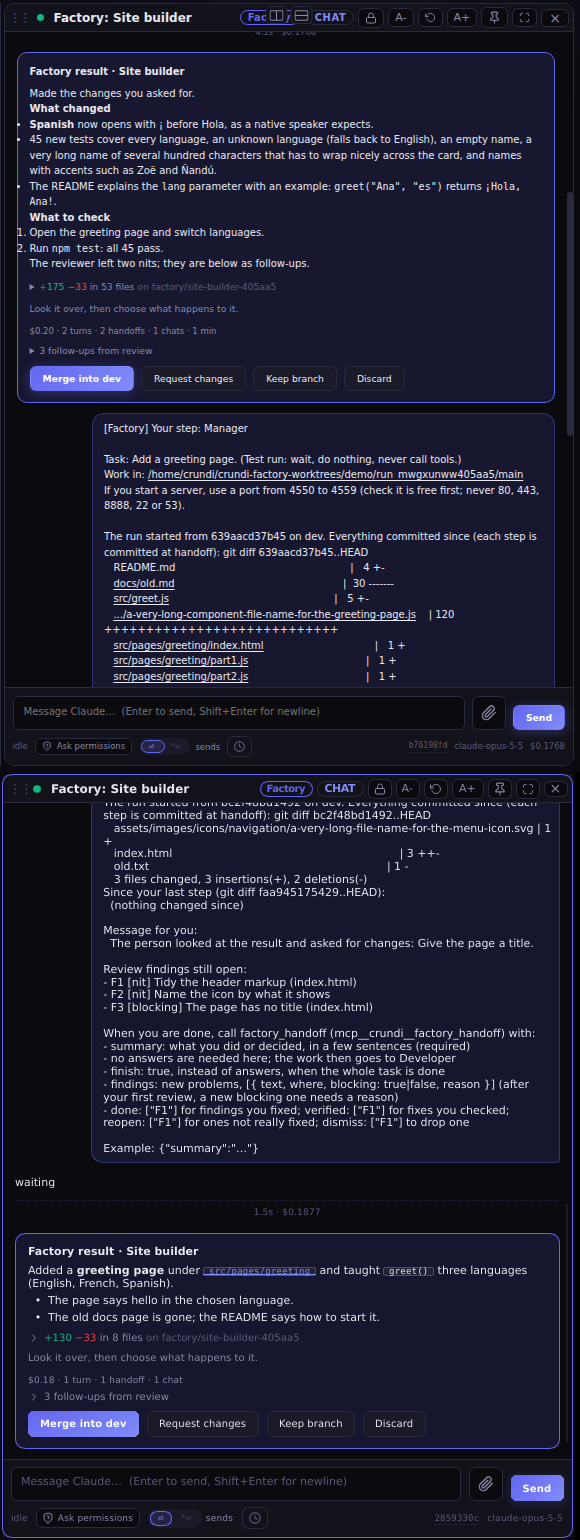 Factory: Site builder
CHAT
A-
A+
4.1s · $0.1768
Factory result · Site builder
Made the changes you asked for.
What changed
• Spanish now opens with ¡ before Hola, as a native speaker expects.
• 45 new tests cover every language, an unknown language (falls back to English), an empty name, a
very long name of several hundred characters that has to wrap nicely across the card, and names
with accents such as Zoë and Ñandú.
• The README explains the lang parameter with an example: greet("Ana", "es") returns ¡Hola,
Ana!.
What to check
1. Open the greeting page and switch languages.
2. Run npm test: all 45 pass.
The reviewer left two nits; they are below as follow-ups.
+175 −33 in 53 files on factory/site-builder-405aa5
Look it over, then choose what happens to it.
$0.20 · 2 turns · 2 handoffs · 1 chats · 1 min
3 follow-ups from review
Merge into dev
Request changes
Keep branch
Discard
[Factory] Your step: Manager
Task: Add a greeting page. (Test run: wait, do nothing, never call tools.)
Work in: /home/crundi/crundi-factory-worktrees/demo/run_mwgxunww405aa5/main
If you start a server, use a port from 4550 to 4559 (check it is free first; never 80, 443,
8888, 22 or 53).
The run started from 639aacd37b45 on dev. Everything committed since (each step is
committed at handoff): git diff 639aacd37b45..HEAD
README.md | 4 +-
docs/old.md | 30 -------
src/greet.js | 5 +-
.../a-very-long-component-file-name-for-the-greeting-page.js | 120
++++++++++++++++++++++++++++
src/pages/greeting/index.html | 1 +
src/pages/greeting/part1.js | 1 +
src/pages/greeting/part2.js | 1 +
Message Claude… (Enter to send, Shift+Enter for newline)
Send
idle
Ask permissions
sends
b76198fd claude-opus-5-5 $0.1768
Factory: Site builder
Factory
CHAT
A-
A+
The run started from bc2f48bd1492 on dev. Everything committed since (each
step is committed at handoff): git diff bc2f48bd1492..HEAD
assets/images/icons/navigation/a-very-long-file-name-for-the-menu-icon.svg | 1
+
index.html | 3 ++-
old.txt | 1 -
3 files changed, 3 insertions(+), 2 deletions(-)
Since your last step (git diff faa945175429..HEAD):
(nothing changed since)
Message for you:
The person looked at the result and asked for changes: Give the page a title.
Review findings still open:
- F1 [nit] Tidy the header markup (index.html)
- F2 [nit] Name the icon by what it shows
- F3 [blocking] The page has no title (index.html)
When you are done, call factory_handoff (mcp__crundi__factory_handoff) with:
- summary: what you did or decided, in a few sentences (required)
- no answers are needed here; the work then goes to Developer
- finish: true, instead of answers, when the whole task is done
- findings: new problems, [{ text, where, blocking: true|false, reason }] (after
your first review, a new blocking one needs a reason)
- done: ["F1"] for findings you fixed; verified: ["F1"] for fixes you checked;
reopen: ["F1"] for ones not really fixed; dismiss: ["F1"] to drop one
Example: {"summary":"..."}
waiting
1.5s · $0.1877
Factory result · Site builder
Added a greeting page under src/pages/greeting and taught greet() three languages
(English, French, Spanish).
• The page says hello in the chosen language.
• The old docs page is gone; the README says how to start it.
+130 −33 in 8 files on factory/site-builder-405aa5
Look it over, then choose what happens to it.
$0.18 · 1 turn · 1 handoff · 1 chat
3 follow-ups from review
Merge into dev
Request changes
Keep branch
Discard
Message Claude… (Enter to send, Shift+Enter for newline)
Send
idle
Ask permissions
sends
2859330c claude-opus-5-5